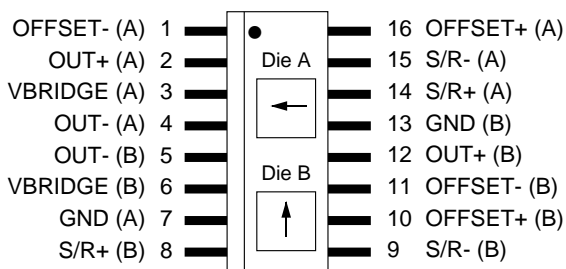 OFFSET- (A) 1
OUT+ (A) 2
VBRIDGE (A) 3
OUT- (A) 4
OUT- (B) 5
VBRIDGE (B) 6
GND (A) 7
S/R+ (B) 8
Die A
Die B
16 OFFSET+ (A)
15 S/R- (A)
14 S/R+ (A)
13 GND (B)
12 OUT+ (B)
11 OFFSET- (B)
10 OFFSET+ (B)
9 S/R- (B)